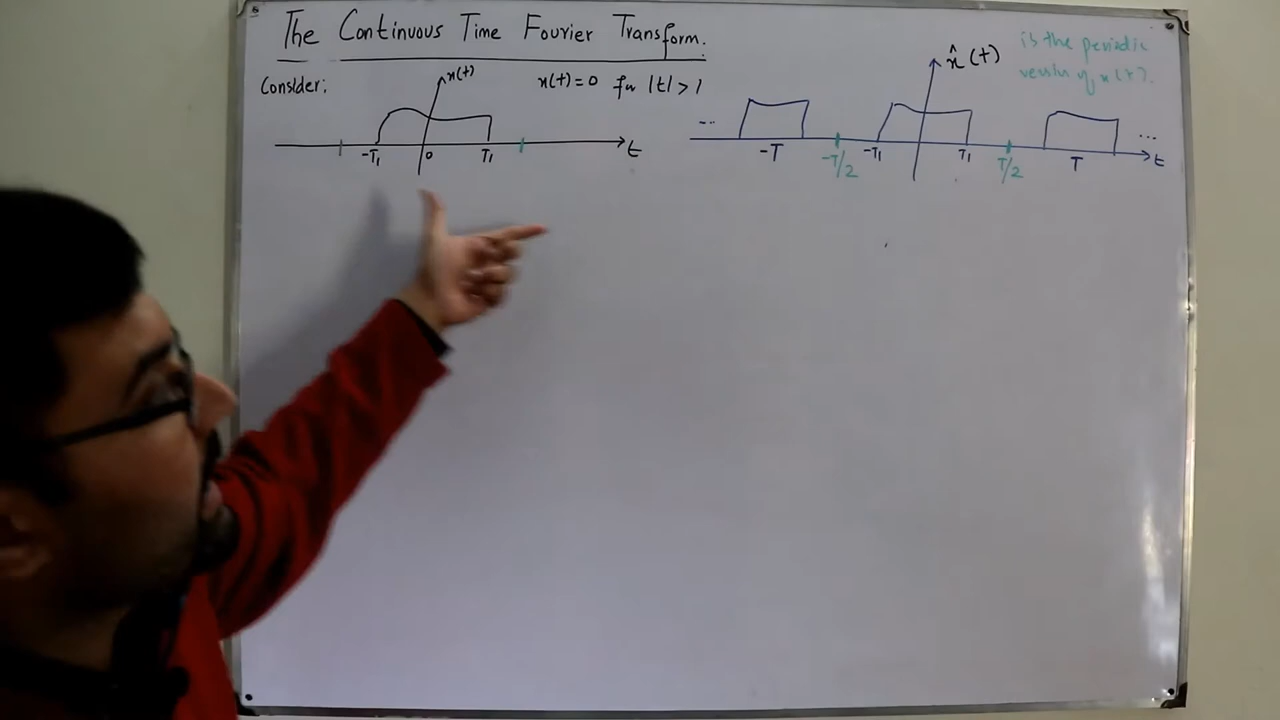 The Continuous Time Fourier Transform.
Consider:
x(t)
x(t)=0 for |t| > 1
-T₁ 0 T₁ t
x̂(t)
is the periodic
version of x(t).
... -T -T/2 -T₁ T₁ T/2 T ... t